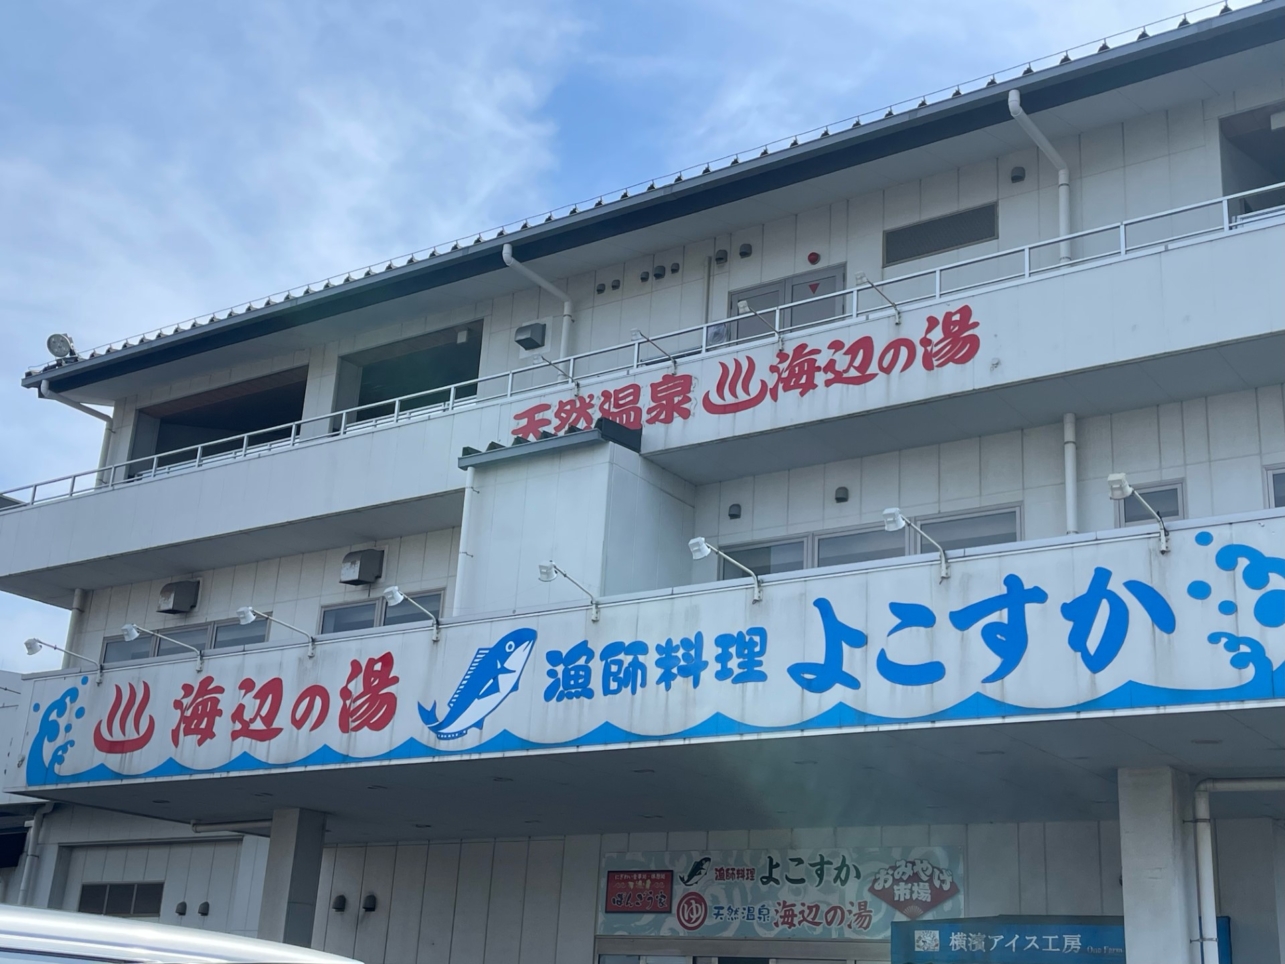 天然温泉 ♨ 海辺の湯
♨ 海辺の湯 漁師料理 よこすか
漁師料理 よこすか
おみやげ
市場
ゆ 天然温泉 海辺の湯
横濱アイス工房